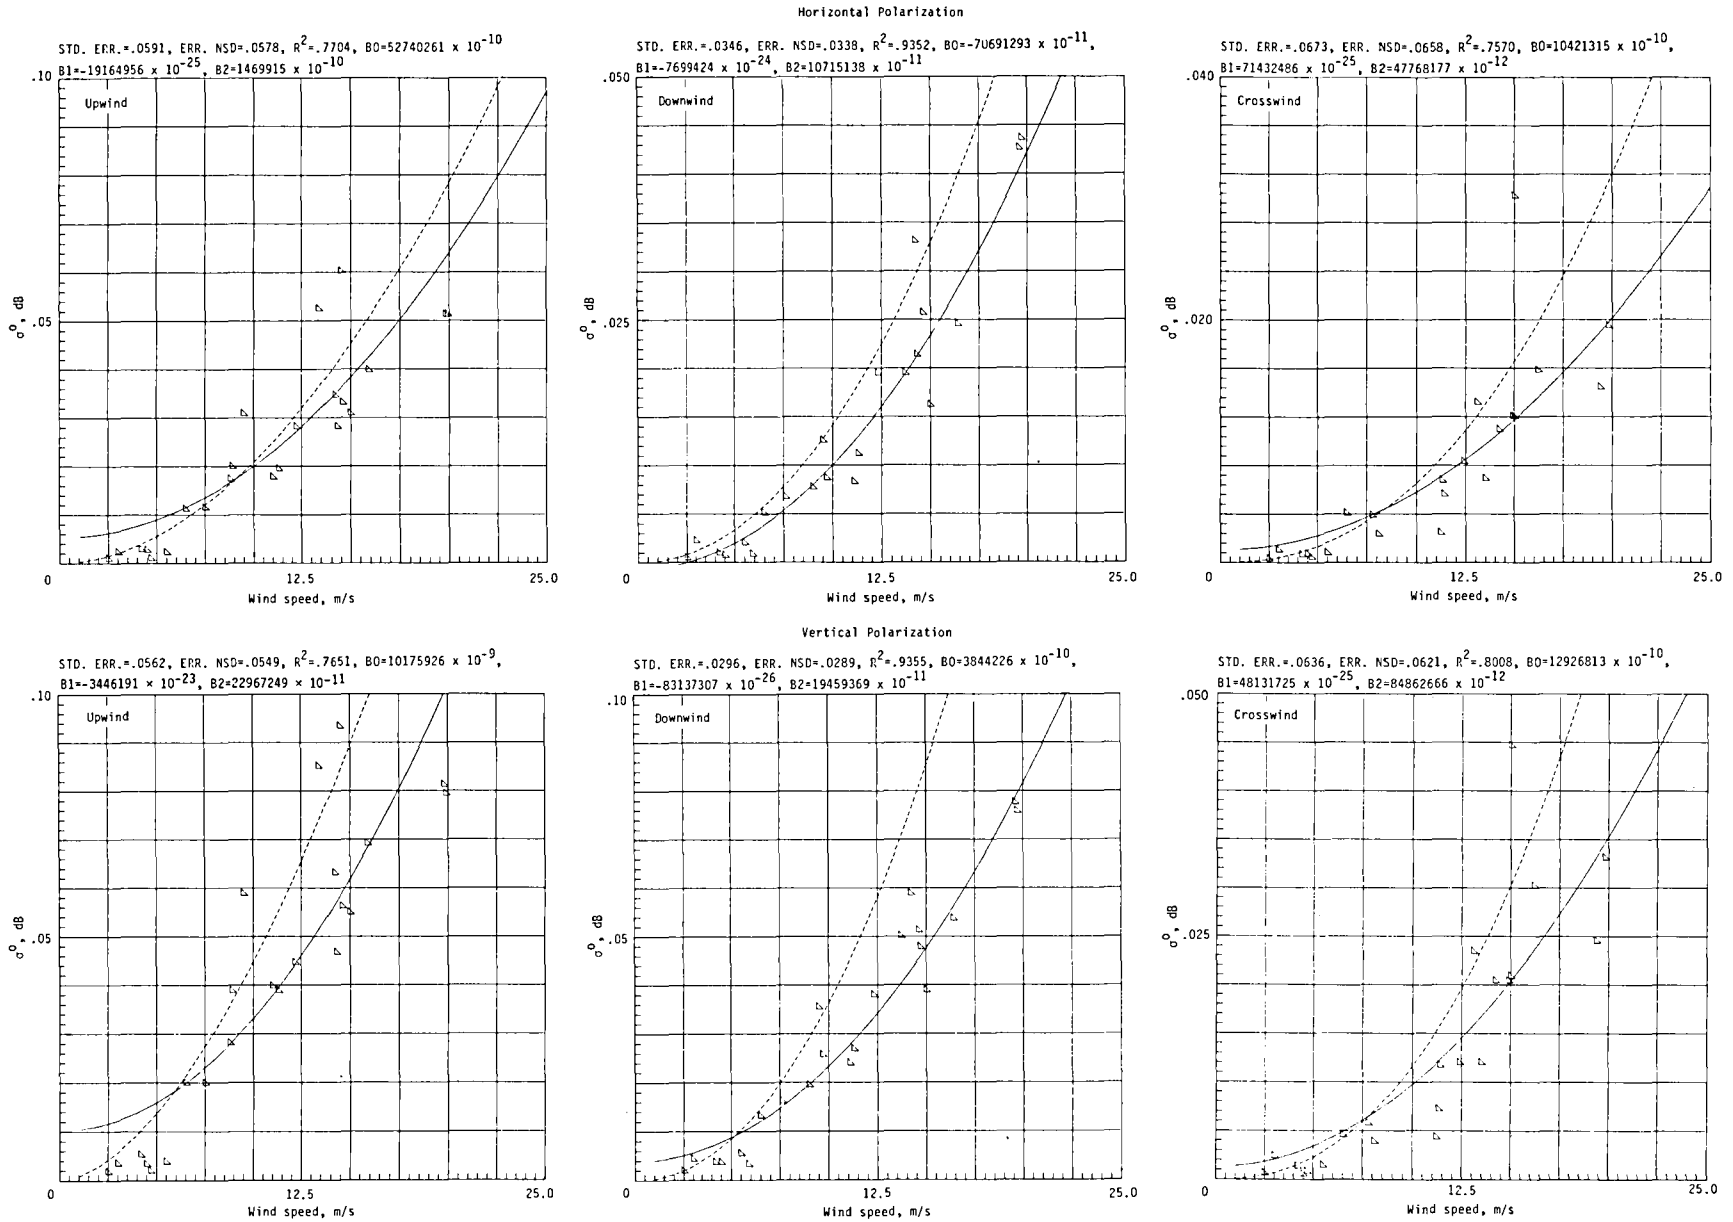 Horizontal Polarization
STD. ERR.=.0591, ERR. NSD=.0578, R²=.7704, B0=52740261 x 10⁻¹⁰
B1=-19164956 x 10⁻²⁵, B2=1469915 x 10⁻¹⁰
.10
Upwind
σ⁰, dB
.05
0
12.5
25.0
Wind speed, m/s
STD. ERR.=.0346, ERR. NSD=.0338, R²=.9352, B0=-70691293 x 10⁻¹¹,
B1=-7699424 x 10⁻²⁴, B2=10715138 x 10⁻¹¹
.050
Downwind
σ⁰, dB
.025
0
12.5
25.0
Wind speed, m/s
STD. ERR.=.0673, ERR. NSD=.0658, R²=.7570, B0=10421315 x 10⁻¹⁰,
B1=71432486 x 10⁻²⁵, B2=47768177 x 10⁻¹²
.040
Crosswind
σ⁰, dB
.020
0
12.5
25.0
Wind speed, m/s
Vertical Polarization
STD. ERR.=.0562, ERR. NSD=.0549, R²=.7651, B0=10175926 x 10⁻⁹,
B1=-3446191 x 10⁻²³, B2=22967249 x 10⁻¹¹
.10
Upwind
σ⁰, dB
.05
0
12.5
25.0
Wind speed, m/s
STD. ERR.=.0296, ERR. NSD=.0289, R²=.9355, B0=3844226 x 10⁻¹⁰,
B1=-83137307 x 10⁻²⁶, B2=19459369 x 10⁻¹¹
.10
Downwind
σ⁰, dB
.05
0
12.5
25.0
Wind speed, m/s
STD. ERR.=.0636, ERR. NSD=.0621, R²=.8008, B0=12926813 x 10⁻¹⁰,
B1=48131725 x 10⁻²⁵, B2=84862666 x 10⁻¹²
.050
Crosswind
σ⁰, dB
.025
0
12.5
25.0
Wind speed, m/s